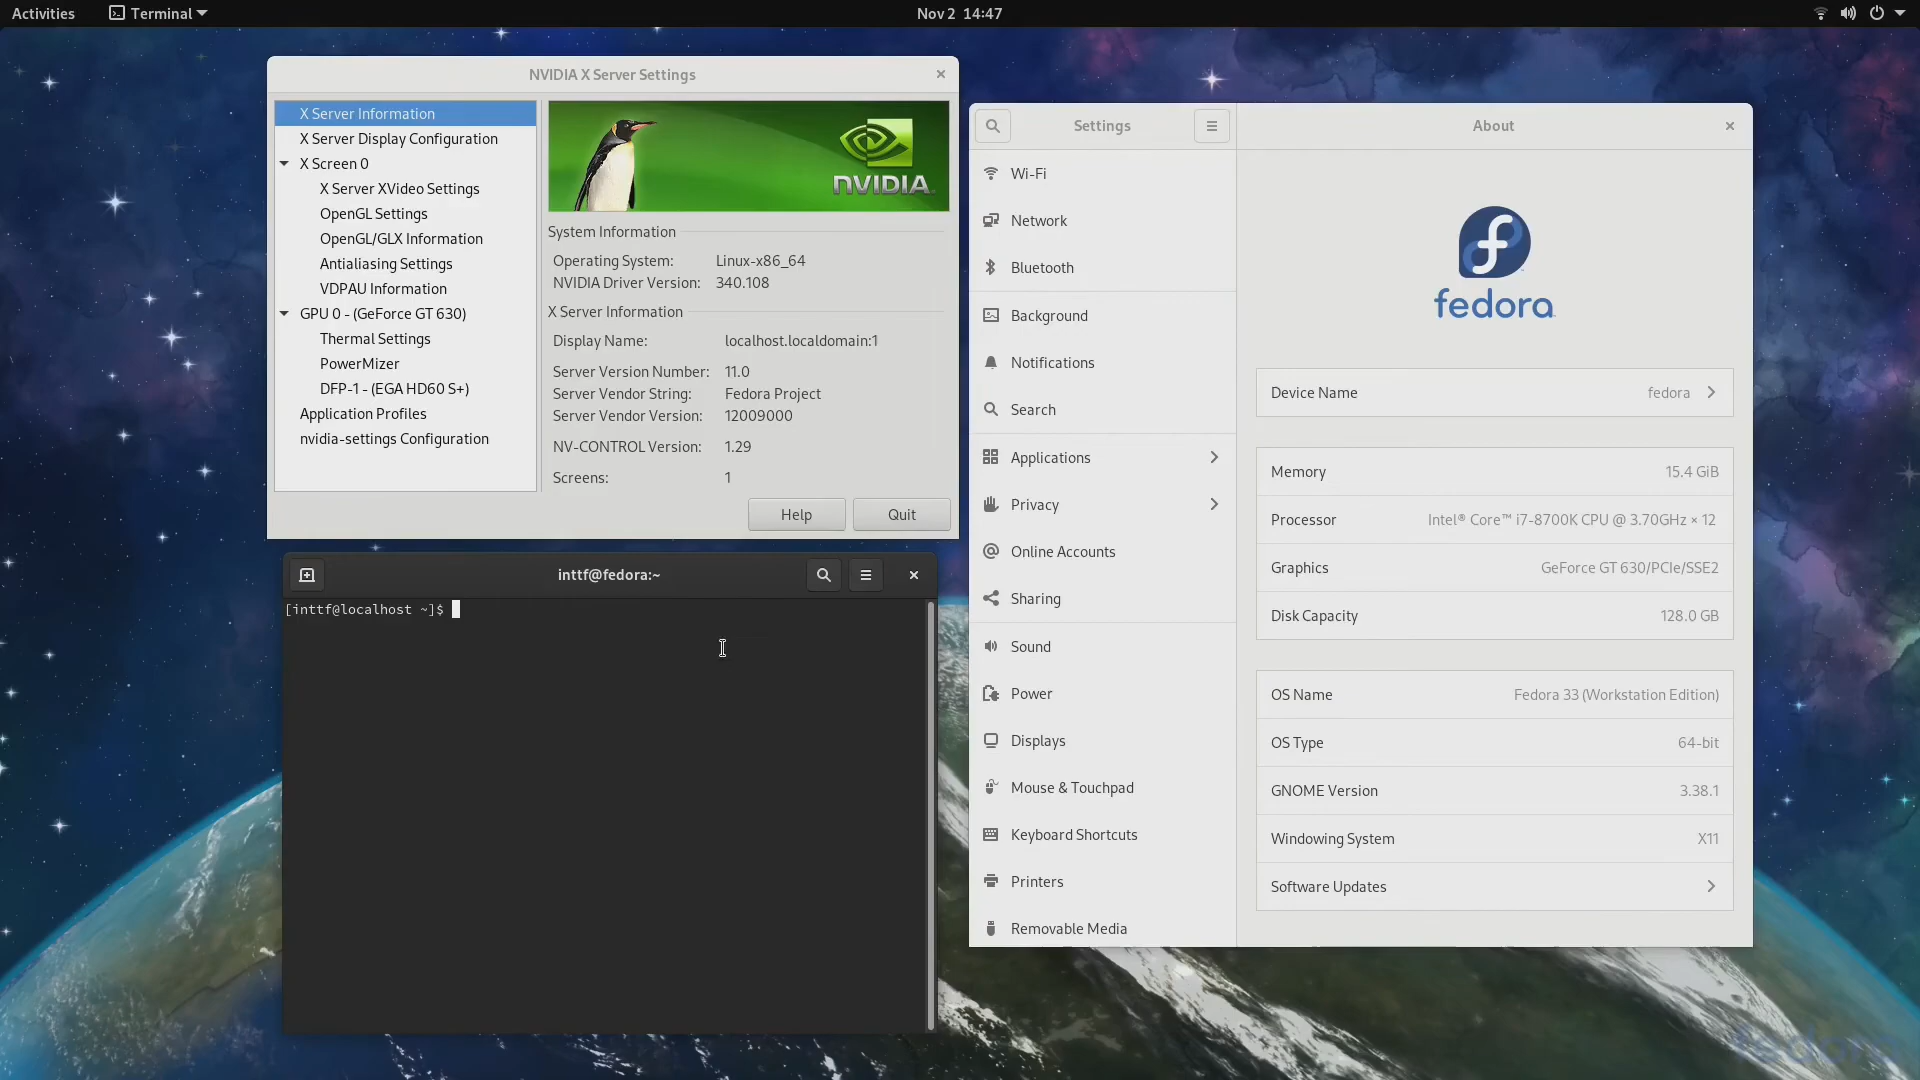 Activities
Terminal
Nov 2 14:47
NVIDIA X Server Settings
X Server Information
X Server Display Configuration
X Screen 0
X Server XVideo Settings
OpenGL Settings
OpenGL/GLX Information
Antialiasing Settings
VDPAU Information
GPU 0 - (GeForce GT 630)
Thermal Settings
PowerMizer
DFP-1 - (EGA HD60 S+)
Application Profiles
nvidia-settings Configuration
NVIDIA.
System Information
Operating System: Linux-x86_64
NVIDIA Driver Version: 340.108
X Server Information
Display Name: localhost.localdomain:1
Server Version Number: 11.0
Server Vendor String: Fedora Project
Server Vendor Version: 12009000
NV-CONTROL Version: 1.29
Screens: 1
Help
Quit
inttf@fedora:~
[inttf@localhost ~]$
Settings
Wi-Fi
Network
Bluetooth
Background
Notifications
Search
Applications
Privacy
Online Accounts
Sharing
Sound
Power
Displays
Mouse & Touchpad
Keyboard Shortcuts
Printers
Removable Media
About
fedora
Device Name fedora
Memory 15.4 GiB
Processor Intel® Core™ i7-8700K CPU @ 3.70GHz × 12
Graphics GeForce GT 630/PCIe/SSE2
Disk Capacity 128.0 GB
OS Name Fedora 33 (Workstation Edition)
OS Type 64-bit
GNOME Version 3.38.1
Windowing System X11
Software Updates
fedora